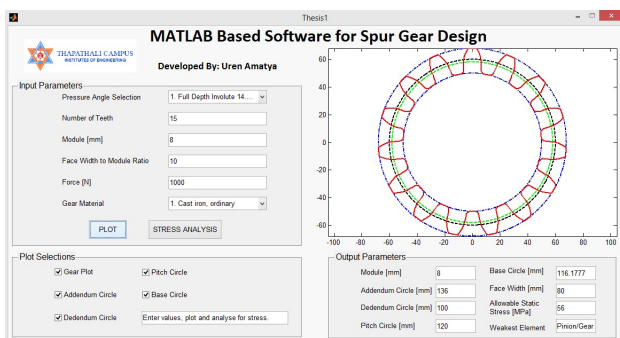 Thesis1
MATLAB Based Software for Spur Gear Design
THAPATHALI CAMPUS
INSTITUTES OF ENGINEERING
Developed By: Uren Amatya
Input Parameters
Pressure Angle Selection
1. Full Depth Involute 14....
Number of Teeth
15
Module [mm]
8
Face Width to Module Ratio
10
Force [N]
1000
Gear Material
1. Cast iron, ordinary
PLOT
STRESS ANALYSIS
60
40
20
0
-20
-40
-60
-100 -80 -60 -40 -20 0 20 40 60 80 100
Plot Selections
Gear Plot
Pitch Circle
Addendum Circle
Base Circle
Dedendum Circle
Enter values, plot and analyse for stress.
Output Parameters
Module [mm] 8
Base Circle [mm] 116.1777
Addendum Circle [mm] 136
Face Width [mm] 80
Dedendum Circle [mm] 100
Allowable Static
Stress [MPa] 56
Pitch Circle [mm] 120
Weakest Element Pinion/Gear